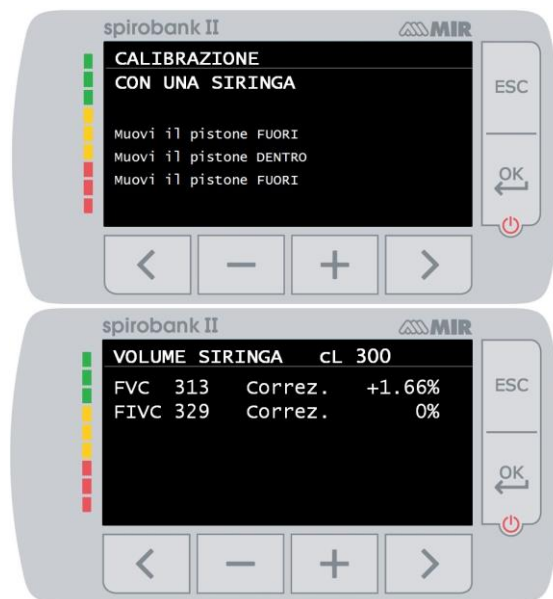 spirobank II MIR
CALIBRAZIONE
CON UNA SIRINGA
Muovi il pistone FUORI
Muovi il pistone DENTRO
Muovi il pistone FUORI
ESC
OK
spirobank II MIR
VOLUME SIRINGA cL 300
FVC 313 Correz. +1.66%
FIVC 329 Correz. 0%
ESC
OK